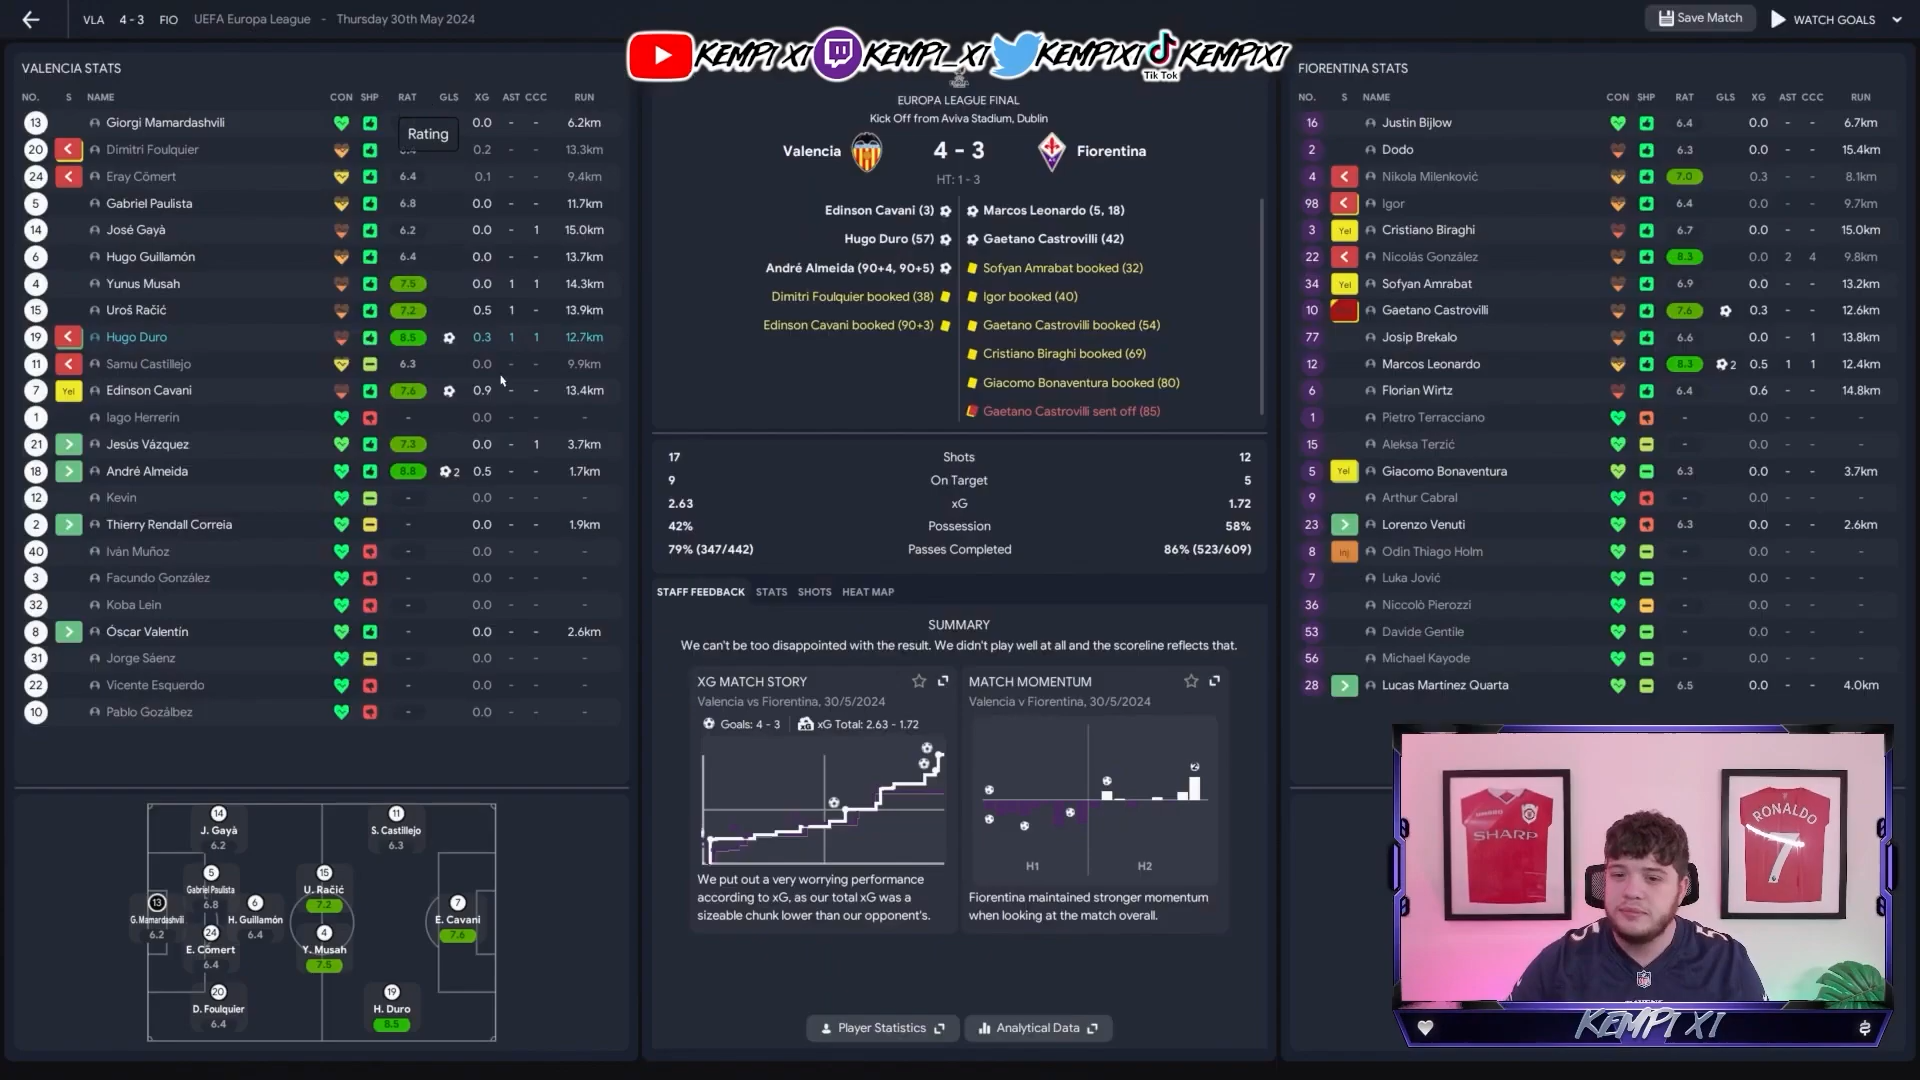 VLA 4 - 3 FIO UEFA Europa League - Thursday 30th May 2024
Save Match
WATCH GOALS
KEMPI XI KEMPI_XI KEMPIXI Tik Tok KEMPIXI
VALENCIA STATS
NO. S NAME CON SHP RAT GLS XG AST CCC RUN
13 Giorgi Mamardashvili 0.0 - - 6.2km
Rating
20 Dimitri Foulquier 0.2 - - 13.3km
24 Eray Cömert 6.4 0.1 - - 9.4km
5 Gabriel Paulista 6.8 0.0 - - 11.7km
14 José Gayà 6.2 0.0 - 1 15.0km
6 Hugo Guillamón 6.4 0.0 - - 13.7km
4 Yunus Musah 7.5 0.0 1 1 14.3km
15 Uroš Račić 7.2 0.5 1 - 13.9km
19 Hugo Duro 8.5 0.3 1 1 12.7km
11 Samu Castillejo 6.3 0.0 - - 9.9km
7 Yel Edinson Cavani 7.6 0.9 - - 13.4km
1 Iago Herrerín - 0.0 - - -
21 Jesús Vázquez 7.3 0.0 - 1 3.7km
18 André Almeida 8.8 2 0.5 - - 1.7km
12 Kevin - 0.0 - - -
2 Thierry Rendall Correia - 0.0 - - 1.9km
40 Iván Muñoz - 0.0 - - -
3 Facundo González - 0.0 - - -
32 Koba Lein - 0.0 - - -
8 Óscar Valentín - 0.0 - - 2.6km
31 Jorge Sáenz - 0.0 - - -
22 Vicente Esquerdo - 0.0 - - -
10 Pablo Gozálbez - 0.0 - - -
14 J. Gayà 6.2
11 S. Castillejo 6.3
5 Gabriel Paulista 6.8
15 U. Račić 7.2
13 G. Mamardashvili 6.2
6 H. Guillamón 6.4
7 E. Cavani 7.6
24 E. Cömert 6.4
4 Y. Musah 7.5
20 D. Foulquier 6.4
19 H. Duro 8.5
EUROPA LEAGUE FINAL
Kick Off from Aviva Stadium, Dublin
Valencia 4 - 3 Fiorentina
HT: 1 - 3
Edinson Cavani (3) Marcos Leonardo (5, 18)
Hugo Duro (57) Gaetano Castrovilli (42)
André Almeida (90+4, 90+5) Sofyan Amrabat booked (32)
Dimitri Foulquier booked (38) Igor booked (40)
Edinson Cavani booked (90+3) Gaetano Castrovilli booked (54)
Cristiano Biraghi booked (69)
Giacomo Bonaventura booked (80)
Gaetano Castrovilli sent off (85)
17 Shots 12
9 On Target 5
2.63 xG 1.72
42% Possession 58%
79% (347/442) Passes Completed 86% (523/609)
STAFF FEEDBACK STATS SHOTS HEAT MAP
SUMMARY
We can't be too disappointed with the result. We didn't play well at all and the scoreline reflects that.
XG MATCH STORY
Valencia vs Fiorentina, 30/5/2024
Goals: 4 - 3 xG Total: 2.63 - 1.72
We put out a very worrying performance
according to xG, as our total xG was a
sizeable chunk lower than our opponent's.
MATCH MOMENTUM
Valencia v Fiorentina, 30/5/2024
2
H1 H2
Fiorentina maintained stronger momentum
when looking at the match overall.
Player Statistics Analytical Data
FIORENTINA STATS
NO. S NAME CON SHP RAT GLS XG AST CCC RUN
16 Justin Bijlow 6.4 0.0 - - 6.7km
2 Dodo 6.3 0.0 - - 15.4km
4 Nikola Milenković 7.0 0.3 - - 8.1km
98 Igor 6.4 0.0 - - 9.7km
3 Yel Cristiano Biraghi 6.7 0.0 - - 15.0km
22 Nicolás González 8.3 0.0 2 4 9.8km
34 Yel Sofyan Amrabat 6.9 0.0 - - 13.2km
10 Gaetano Castrovilli 7.6 0.3 - - 12.6km
77 Josip Brekalo 6.6 0.0 - 1 13.8km
12 Marcos Leonardo 8.3 2 0.5 1 1 12.4km
6 Florian Wirtz 6.4 0.6 - - 14.8km
1 Pietro Terracciano - 0.0 - - -
15 Aleksa Terzić - 0.0 - - -
5 Yel Giacomo Bonaventura 6.3 0.0 - - 3.7km
9 Arthur Cabral - 0.0 - - -
23 Lorenzo Venuti 6.3 0.0 - - 2.6km
8 Inj Odin Thiago Holm - 0.0 - - -
7 Luka Jović - 0.0 - - -
36 Niccolò Pierozzi - 0.0 - - -
53 Davide Gentile - 0.0 - - -
56 Michael Kayode - 0.0 - - -
28 Lucas Martínez Quarta 6.5 0.0 - - 4.0km
SHARP
RONALDO
7
NFL
KEMPI XI